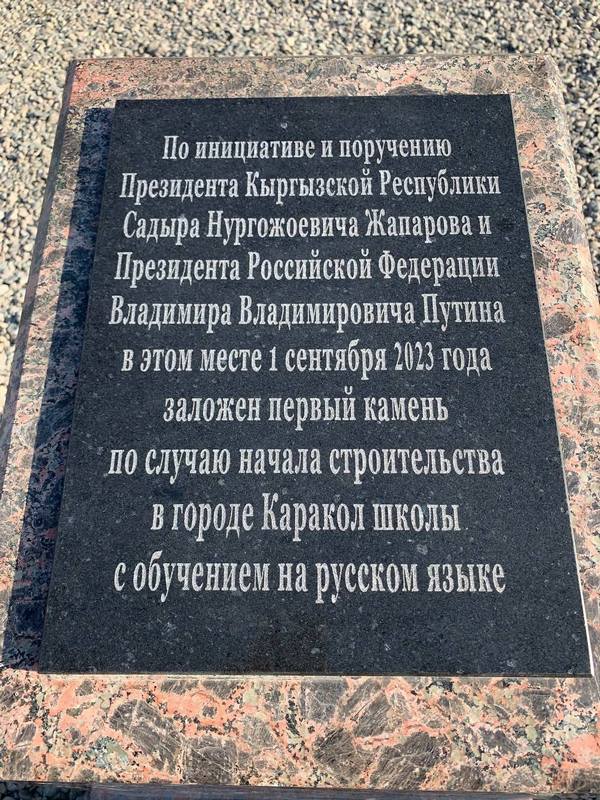 По инициативе и поручению
Президента Кыргызской Республики
Садыра Нургожоевича Жапарова и
Президента Российской Федерации
Владимира Владимировича Путина
в этом месте 1 сентября 2023 года
заложен первый камень
по случаю начала строительства
в городе Каракол школы
с обучением на русском языке